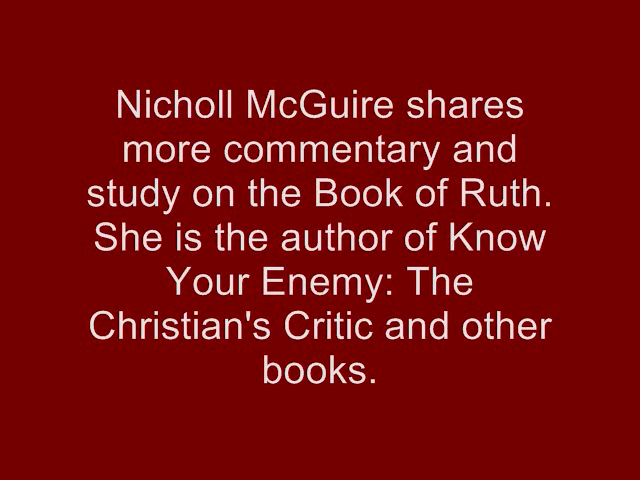 Nicholl McGuire shares
more commentary and
study on the Book of Ruth.
She is the author of Know
Your Enemy: The
Christian's Critic and other
books.